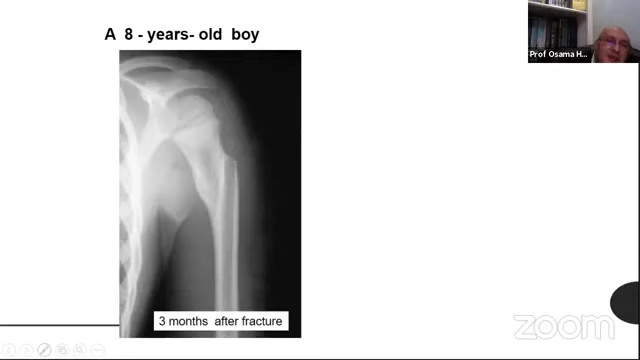 A 8 - years- old boy
Prof Osama H...
3 months after fracture
zoom